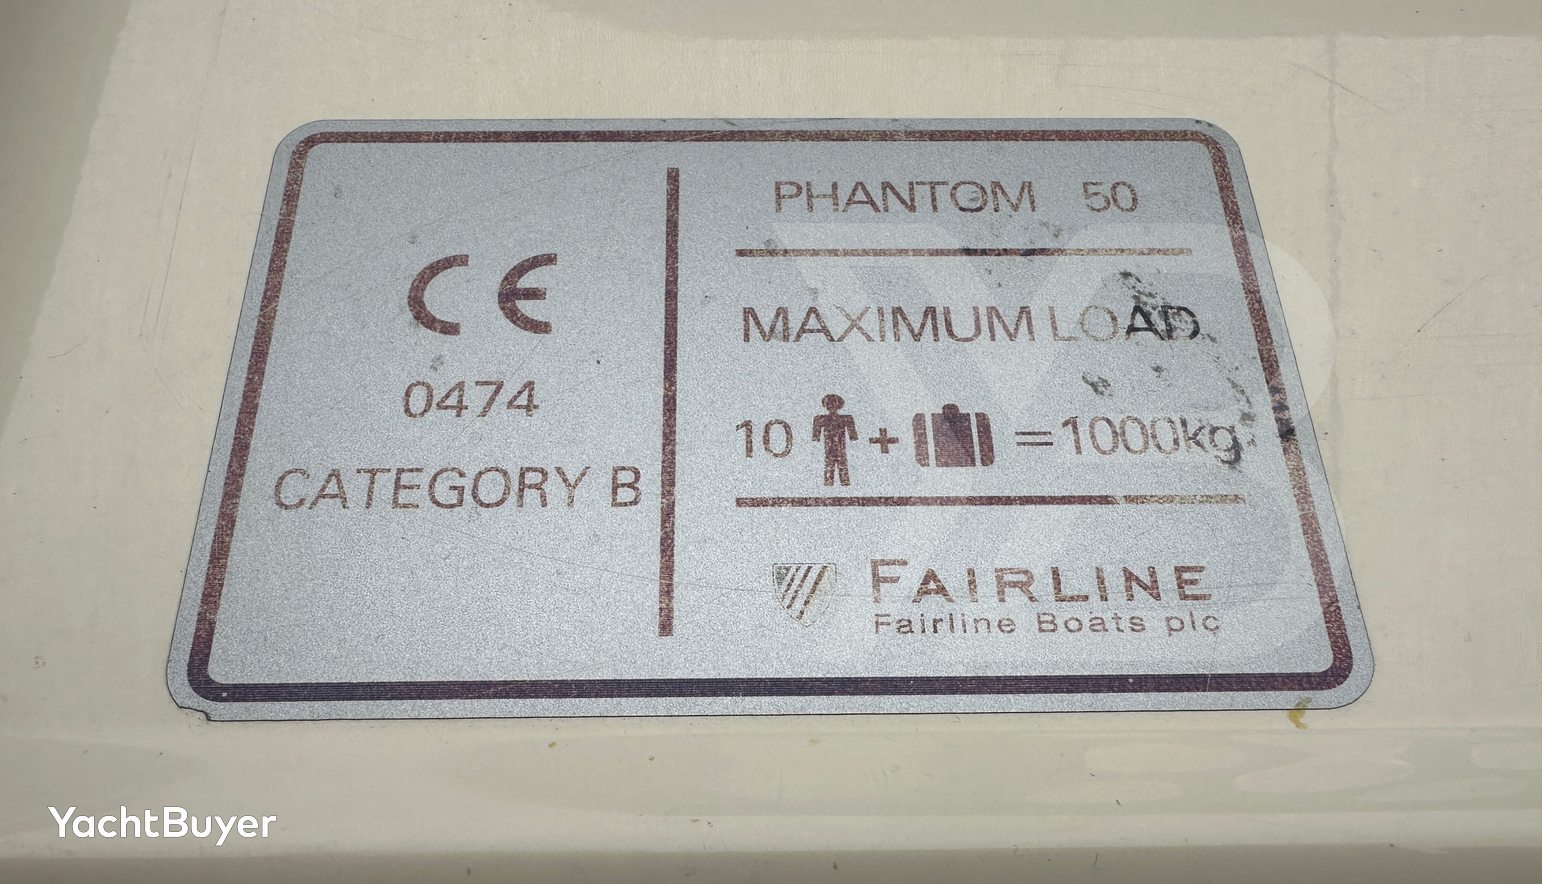 CE
0474
CATEGORY B
PHANTOM 50
MAXIMUM LOAD
10 + = 1000kg
FAIRLINE
Fairline Boats plc
YachtBuyer